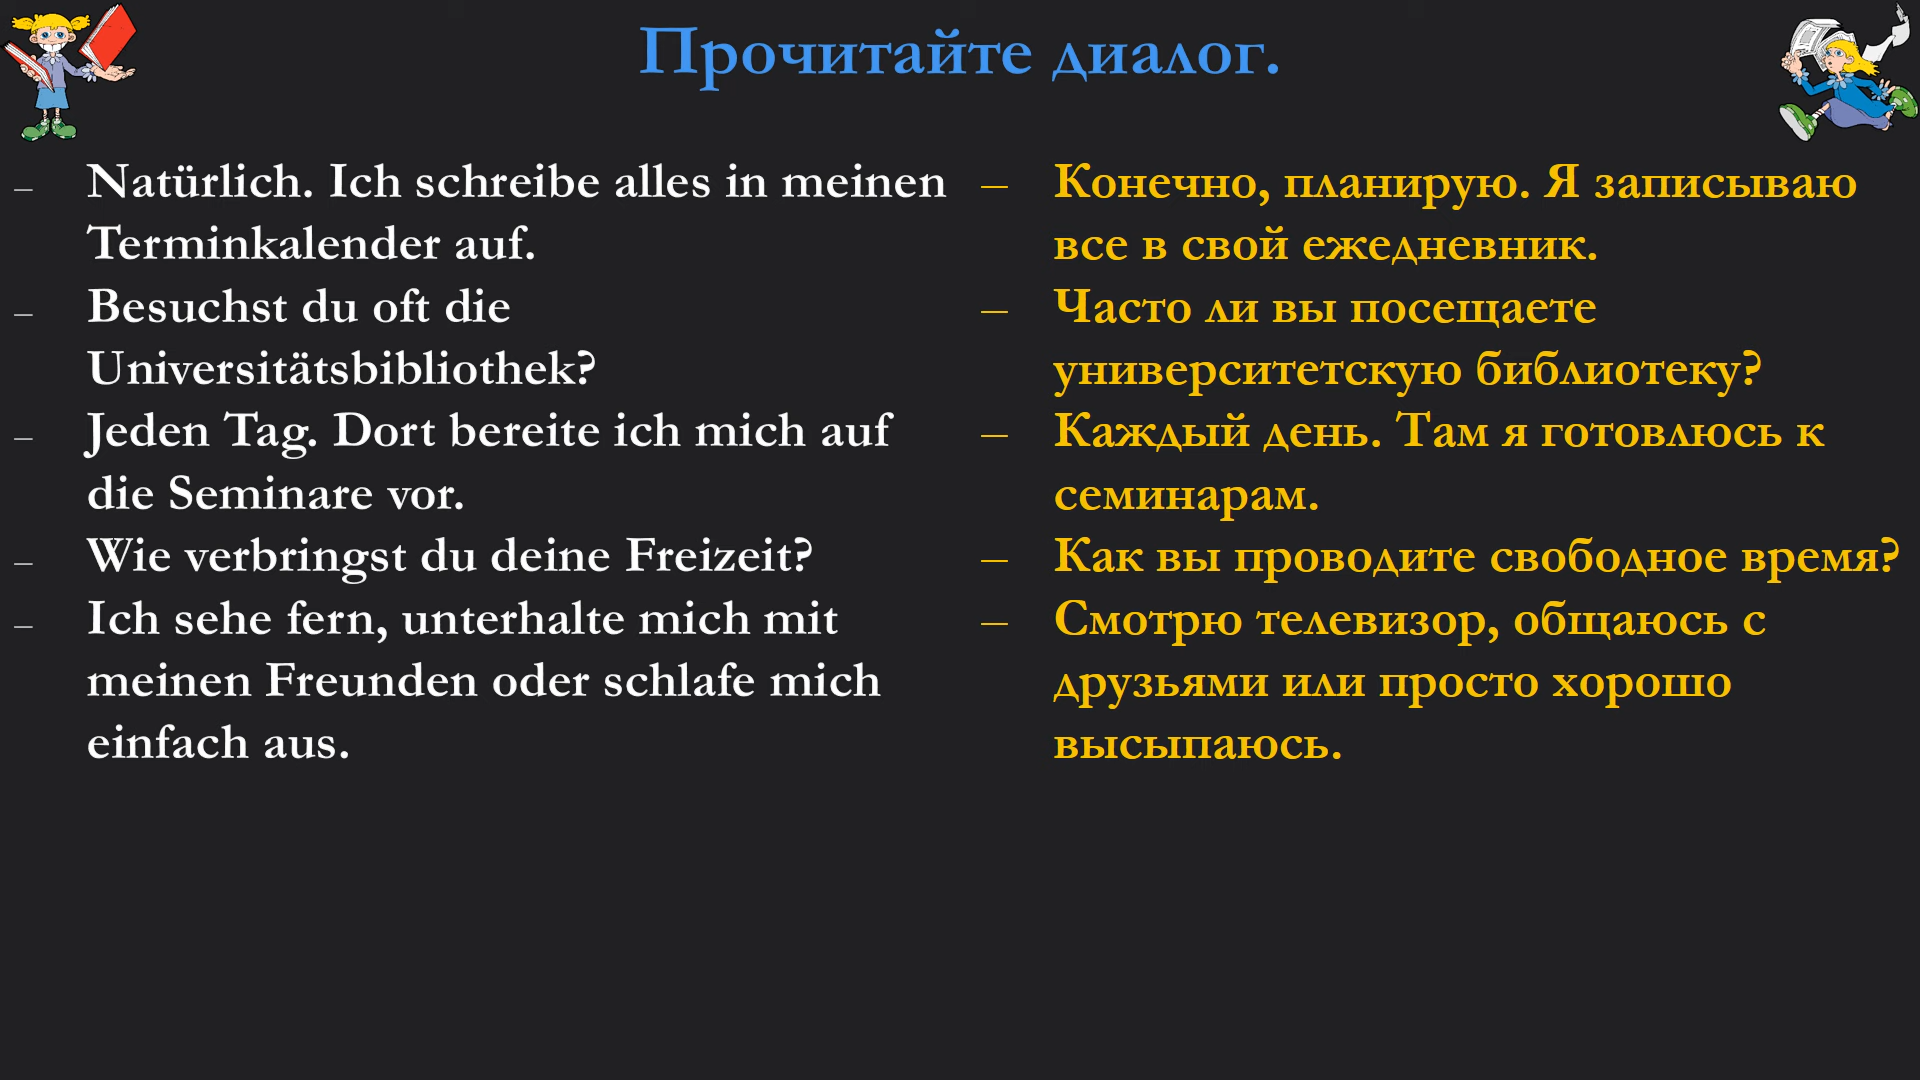 Прочитайте диалог.
– Natürlich. Ich schreibe alles in meinen
Terminkalender auf.
– Besuchst du oft die
Universitätsbibliothek?
– Jeden Tag. Dort bereite ich mich auf
die Seminare vor.
– Wie verbringst du deine Freizeit?
– Ich sehe fern, unterhalte mich mit
meinen Freunden oder schlafe mich
einfach aus.
– Конечно, планирую. Я записываю
все в свой ежедневник.
– Часто ли вы посещаете
университетскую библиотеку?
– Каждый день. Там я готовлюсь к
семинарам.
– Как вы проводите свободное время?
– Смотрю телевизор, общаюсь с
друзьями или просто хорошо
высыпаюсь.